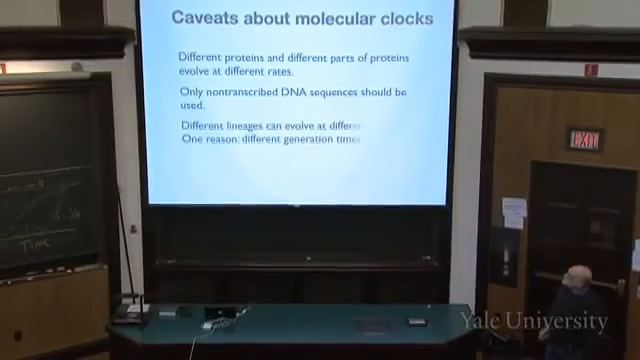 Caveats about molecular clocks
Different proteins and different parts of proteins
evolve at different rates.
Only nontranscribed DNA sequences should be
used.
Different lineages can evolve at differen
One reason: different generation times
EXIT
Time
Yale University